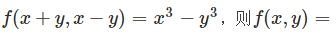 f(x + y, x − y) = x³ − y³, 则f(x, y) =